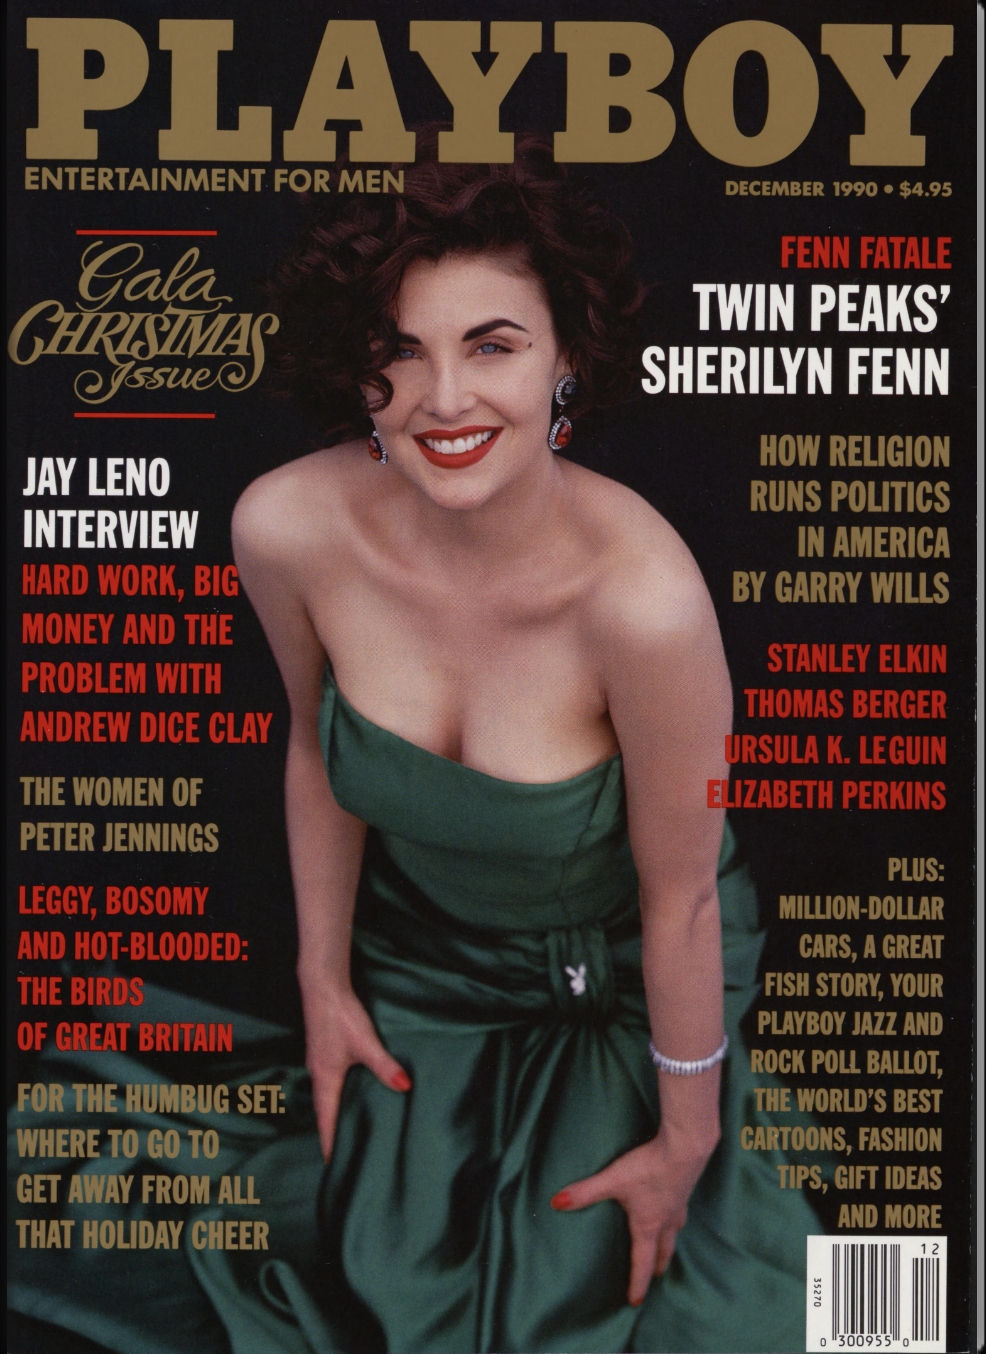 PLAYBOY
ENTERTAINMENT FOR MEN
DECEMBER 1990 • $4.95
Gala
CHRISTMAS
Issue
JAY LENO
INTERVIEW
HARD WORK, BIG
MONEY AND THE
PROBLEM WITH
ANDREW DICE CLAY
THE WOMEN OF
PETER JENNINGS
LEGGY, BOSOMY
AND HOT-BLOODED:
THE BIRDS
OF GREAT BRITAIN
FOR THE HUMBUG SET:
WHERE TO GO TO
GET AWAY FROM ALL
THAT HOLIDAY CHEER
FENN FATALE
TWIN PEAKS’
SHERILYN FENN
HOW RELIGION
RUNS POLITICS
IN AMERICA
BY GARRY WILLS
STANLEY ELKIN
THOMAS BERGER
URSULA K. LE GUIN
ELIZABETH PERKINS
PLUS:
MILLION-DOLLAR
CARS, A GREAT
FISH STORY, YOUR
PLAYBOY JAZZ AND
ROCK POLL BALLOT,
THE WORLD’S BEST
CARTOONS, FASHION
TIPS, GIFT IDEAS
AND MORE
12
35270
0 300955 0